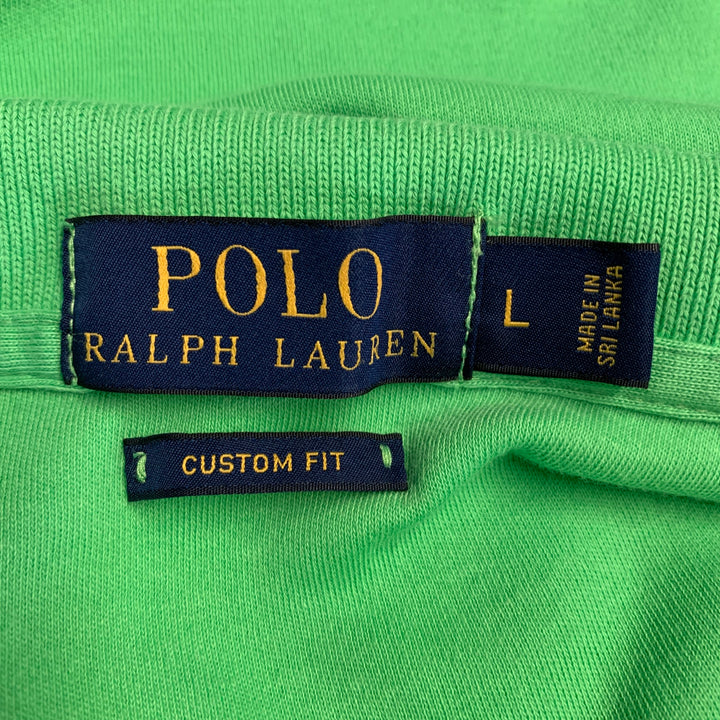 POLO
RALPH LAUREN
L
MADE IN
SRI LANKA
CUSTOM FIT